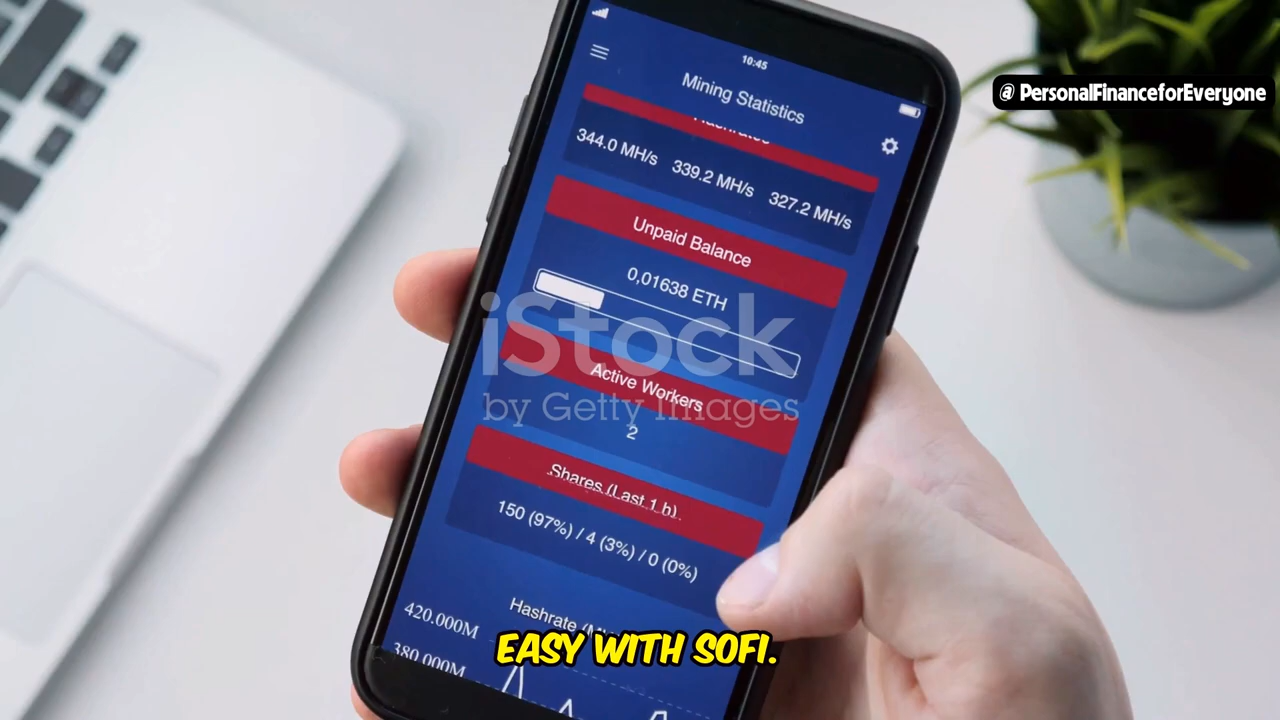 10:45
Mining Statistics
@ PersonalFinanceforEveryone
344.0 MH/s 339.2 MH/s 327.2 MH/s
Unpaid Balance
0,01638 ETH
iStock
by Getty Images
Active Workers
2
Shares (Last 1 h)
150 (97%) / 4 (3%) / 0 (0%)
Hashrate
420.000M
380.000M
EASY WITH SOFI.